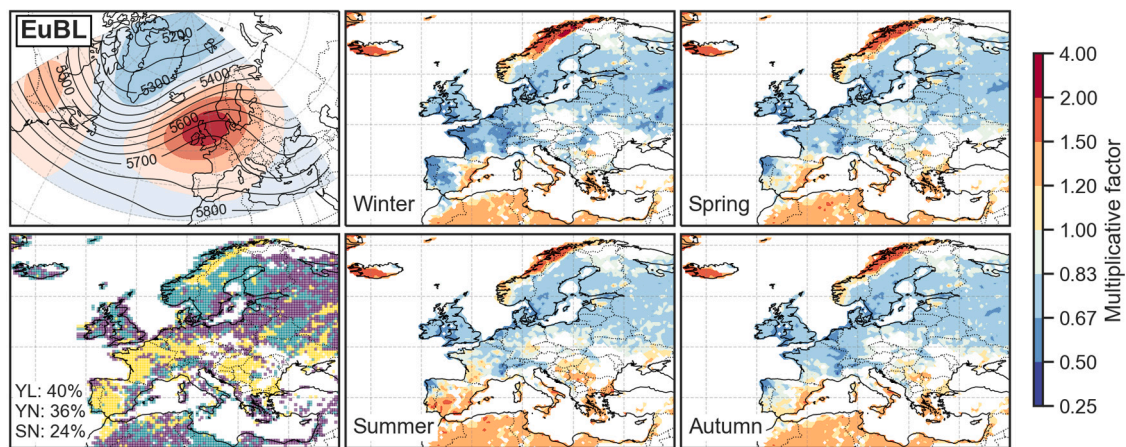 EuBL
5200
5300
5400
5500
5600
5700
5800
Winter
Spring
YL: 40%
YN: 36%
SN: 24%
Summer
Autumn
4.00
2.00
1.50
1.20
1.00
0.83
0.67
0.50
0.25
Multiplicative factor